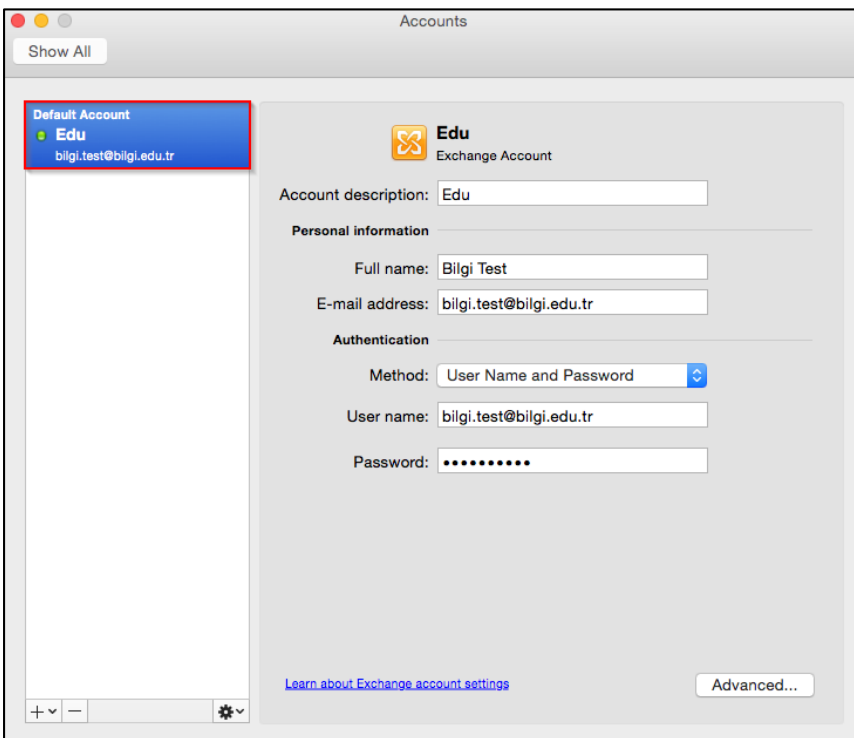 Accounts
Show All
Default Account
Edu
bilgi.test@bilgi.edu.tr
Edu
Exchange Account
Account description: Edu
Personal information
Full name: Bilgi Test
E-mail address: bilgi.test@bilgi.edu.tr
Authentication
Method: User Name and Password
User name: bilgi.test@bilgi.edu.tr
Password: ••••••••••
Learn about Exchange account settings
Advanced...